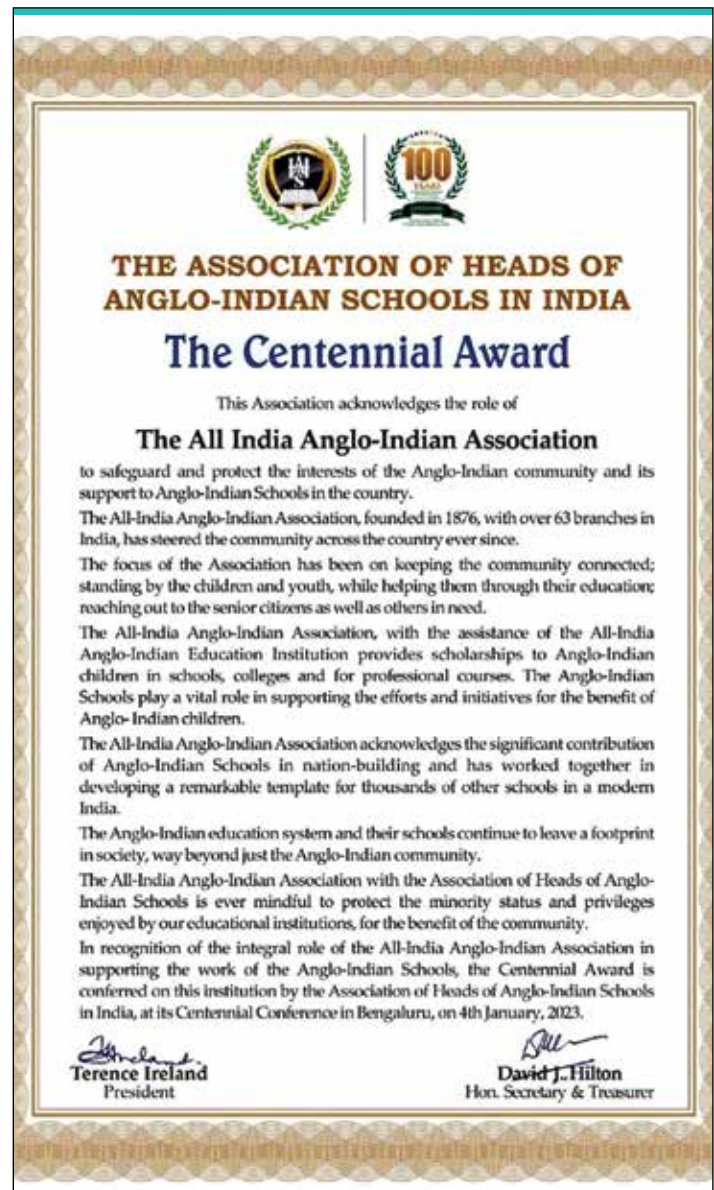 100
YEARS
THE ASSOCIATION OF HEADS OF
ANGLO-INDIAN SCHOOLS IN INDIA
The Centennial Award
This Association acknowledges the role of
The All India Anglo-Indian Association
to safeguard and protect the interests of the Anglo-Indian community and its
support to Anglo-Indian Schools in the country.
The All-India Anglo-Indian Association, founded in 1876, with over 63 branches in
India, has steered the community across the country ever since.
The focus of the Association has been on keeping the community connected;
standing by the children and youth, while helping them through their education;
reaching out to the senior citizens as well as others in need.
The All-India Anglo-Indian Association, with the assistance of the All-India
Anglo-Indian Education Institution provides scholarships to Anglo-Indian
children in schools, colleges and for professional courses. The Anglo-Indian
Schools play a vital role in supporting the efforts and initiatives for the benefit of
Anglo- Indian children.
The All-India Anglo-Indian Association acknowledges the significant contribution
of Anglo-Indian Schools in nation-building and has worked together in
developing a remarkable template for thousands of other schools in a modern
India.
The Anglo-Indian education system and their schools continue to leave a footprint
in society, way beyond just the Anglo-Indian community.
The All-India Anglo-Indian Association with the Association of Heads of Anglo-
Indian Schools is ever mindful to protect the minority status and privileges
enjoyed by our educational institutions, for the benefit of the community.
In recognition of the integral role of the All-India Anglo-Indian Association in
supporting the work of the Anglo-Indian Schools, the Centennial Award is
conferred on this institution by the Association of Heads of Anglo-Indian Schools
in India, at its Centennial Conference in Bengaluru, on 4th January, 2023.
Terence Ireland
President
David J. Hilton
Hon. Secretary & Treasurer